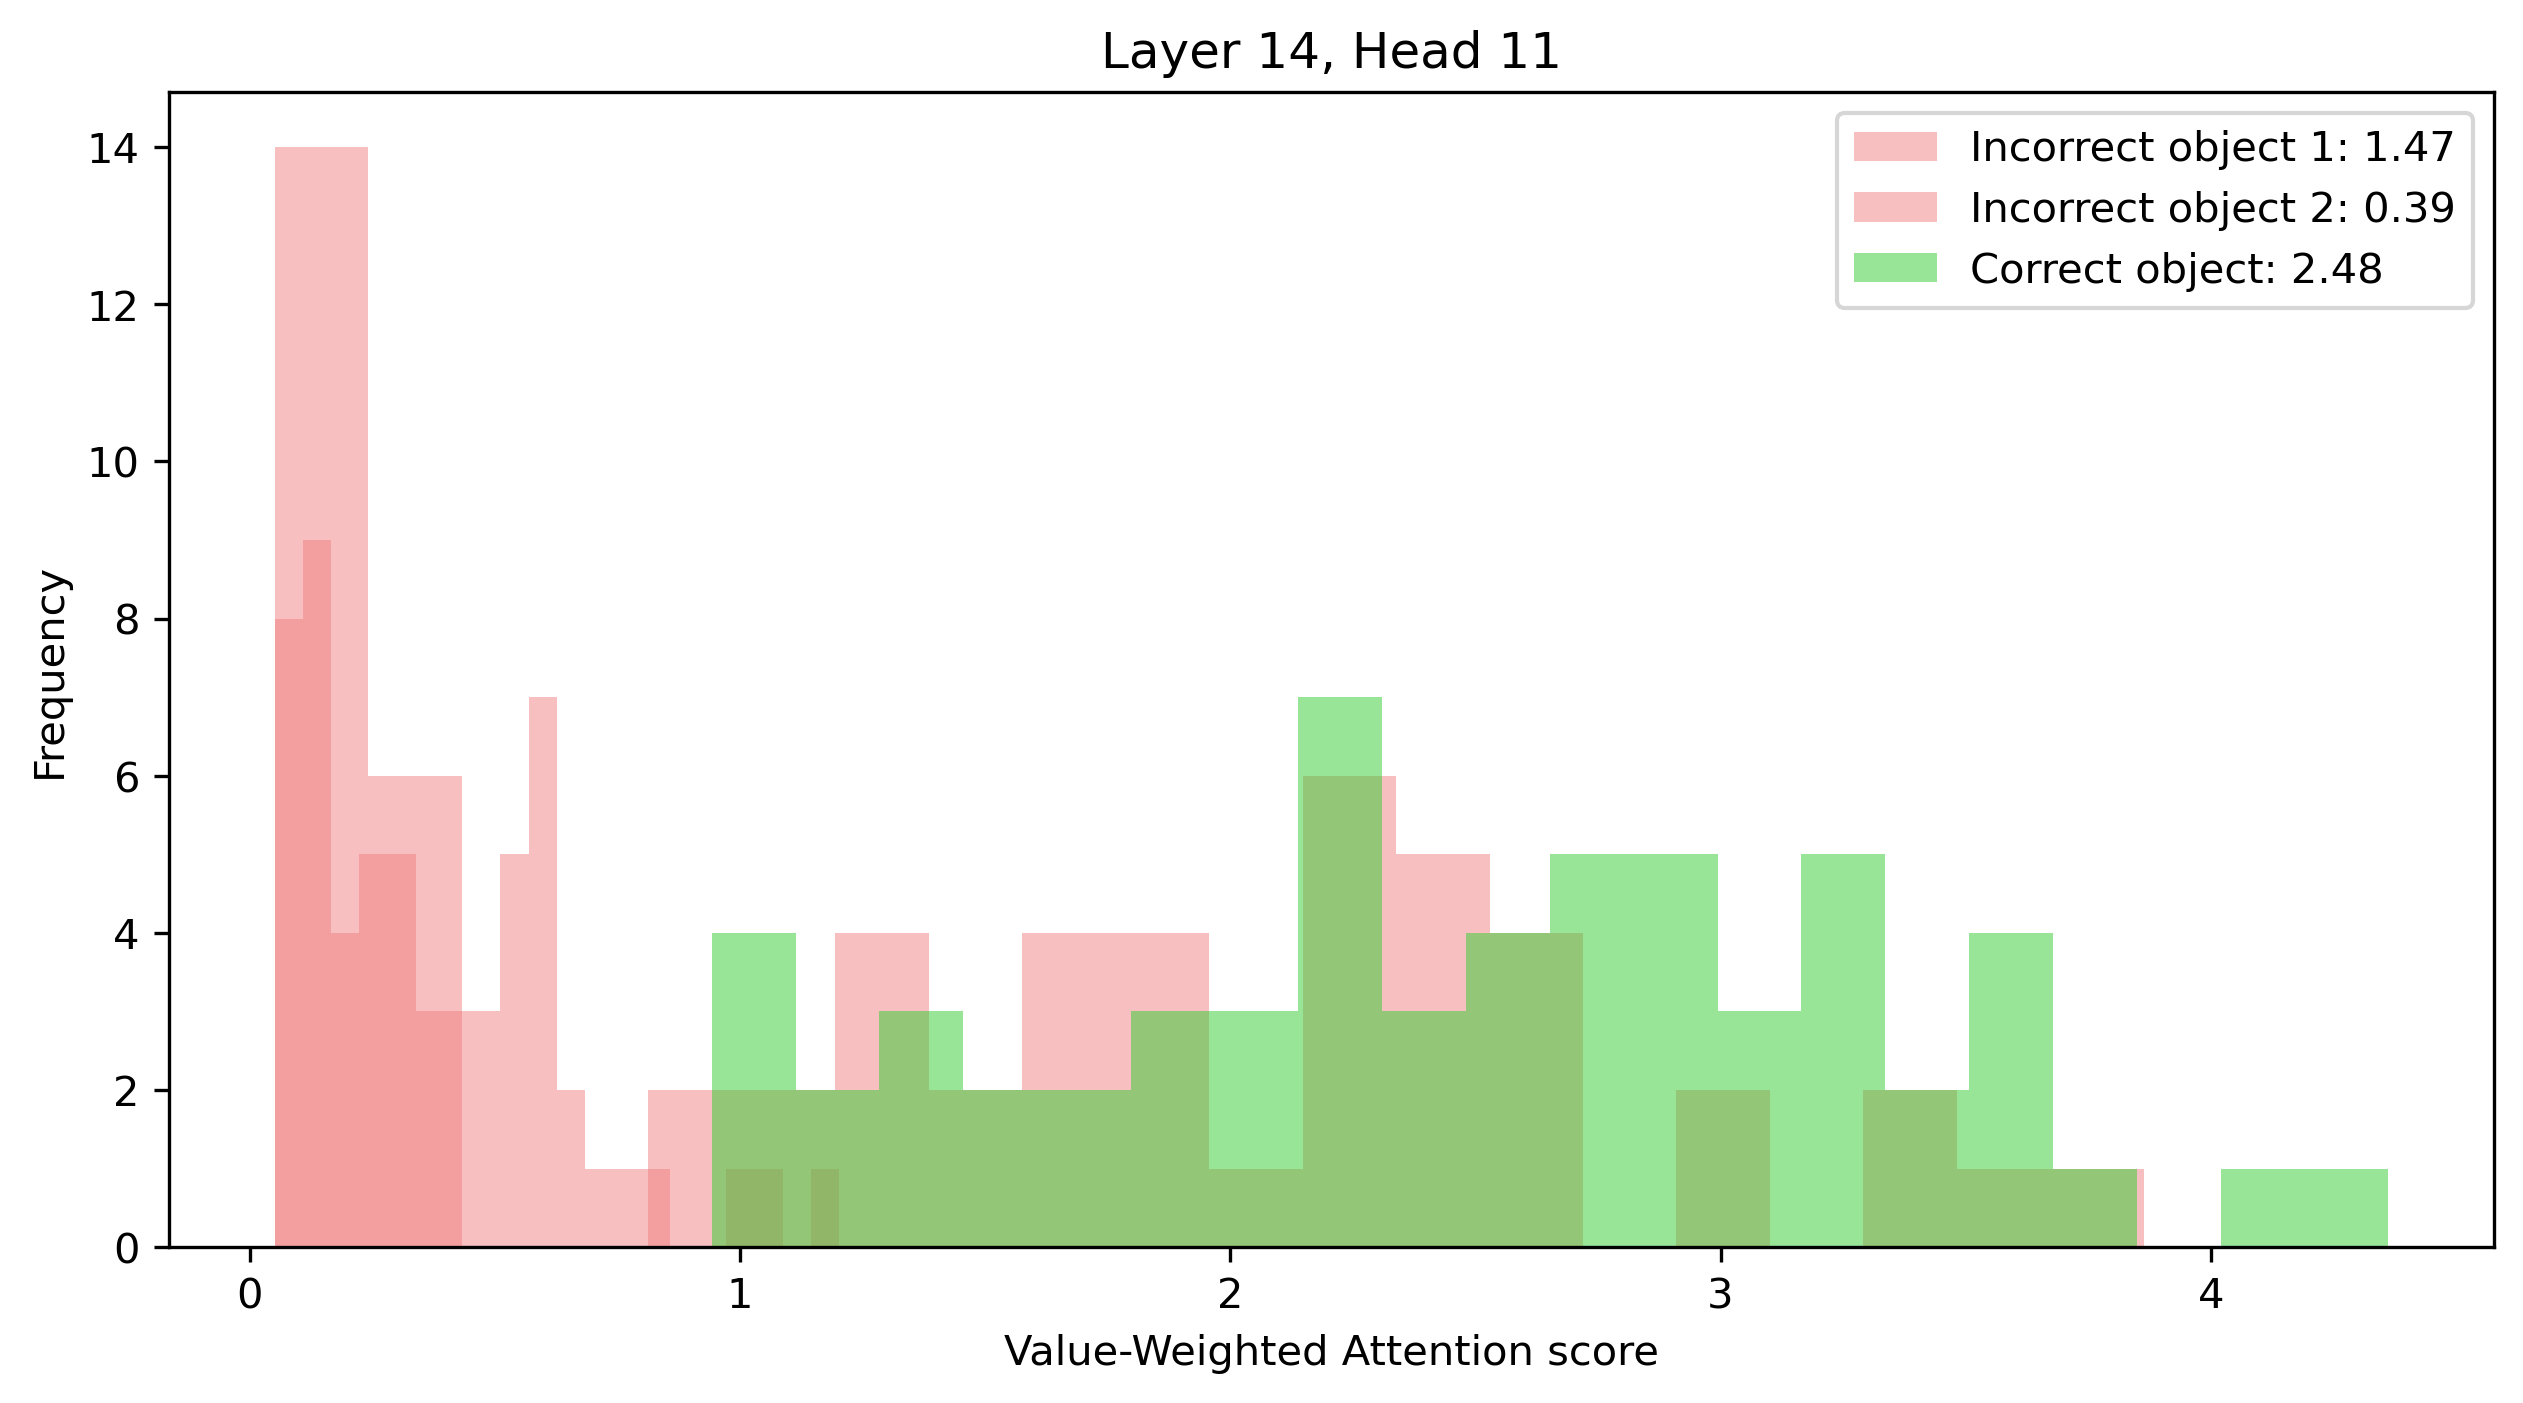 Layer 14, Head 11
Incorrect object 1: 1.47
Incorrect object 2: 0.39
Correct object: 2.48
Frequency
14
12
10
8
6
4
2
0
0 1 2 3 4
Value-Weighted Attention score